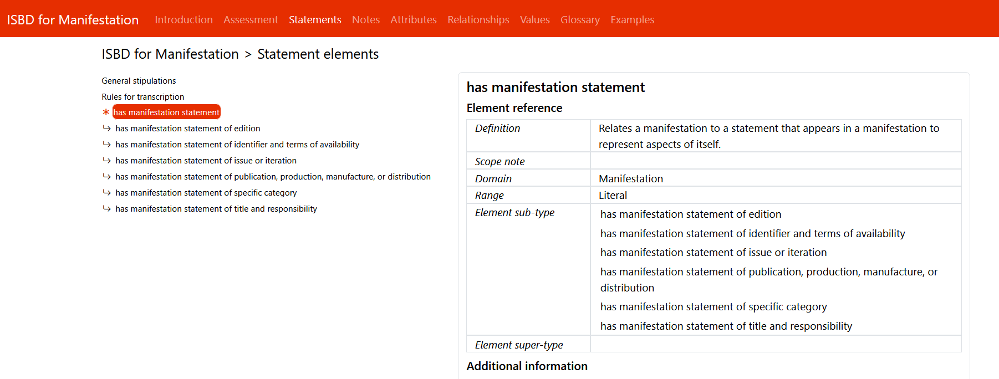 ISBD for Manifestation Introduction Assessment Statements Notes Attributes Relationships Values Glossary Examples
ISBD for Manifestation > Statement elements
General stipulations
Rules for transcription
* has manifestation statement
↪ has manifestation statement of edition
↪ has manifestation statement of identifier and terms of availability
↪ has manifestation statement of issue or iteration
↪ has manifestation statement of publication, production, manufacture, or distribution
↪ has manifestation statement of specific category
↪ has manifestation statement of title and responsibility
has manifestation statement
Element reference
Definition Relates a manifestation to a statement that appears in a manifestation to
represent aspects of itself.
Scope note
Domain Manifestation
Range Literal
Element sub-type has manifestation statement of edition
has manifestation statement of identifier and terms of availability
has manifestation statement of issue or iteration
has manifestation statement of publication, production, manufacture, or
distribution
has manifestation statement of specific category
has manifestation statement of title and responsibility
Element super-type
Additional information